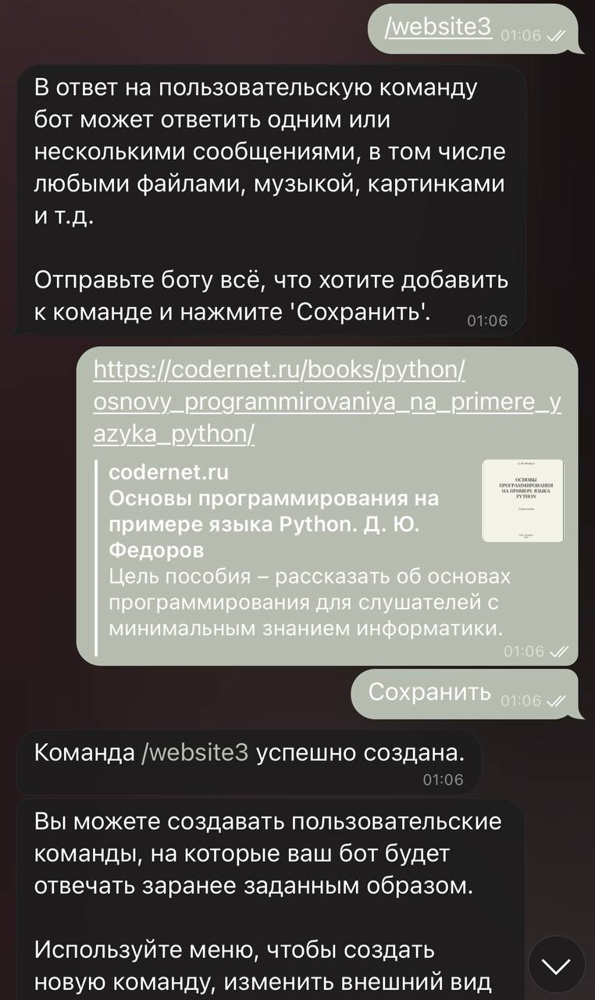 /website3 01:06
В ответ на пользовательскую команду
бот может ответить одним или
несколькими сообщениями, в том числе
любыми файлами, музыкой, картинками
и т.д.
Отправьте боту всё, что хотите добавить
к команде и нажмите 'Сохранить'.
01:06
https://codernet.ru/books/python/
osnovy_programmirovaniya_na_primere_y
azyka_python/
codernet.ru
Основы программирования на
примере языка Python. Д. Ю.
Федоров
Цель пособия – рассказать об основах
программирования для слушателей с
минимальным знанием информатики.
ОСНОВЫ
ПРОГРАММИРОВАНИЯ
НА ПРИМЕРЕ ЯЗЫКА
PYTHON
01:06
Сохранить 01:06
Команда /website3 успешно создана.
01:06
Вы можете создавать пользовательские
команды, на которые ваш бот будет
отвечать заранее заданным образом.
Используйте меню, чтобы создать
новую команду, изменить внешний вид